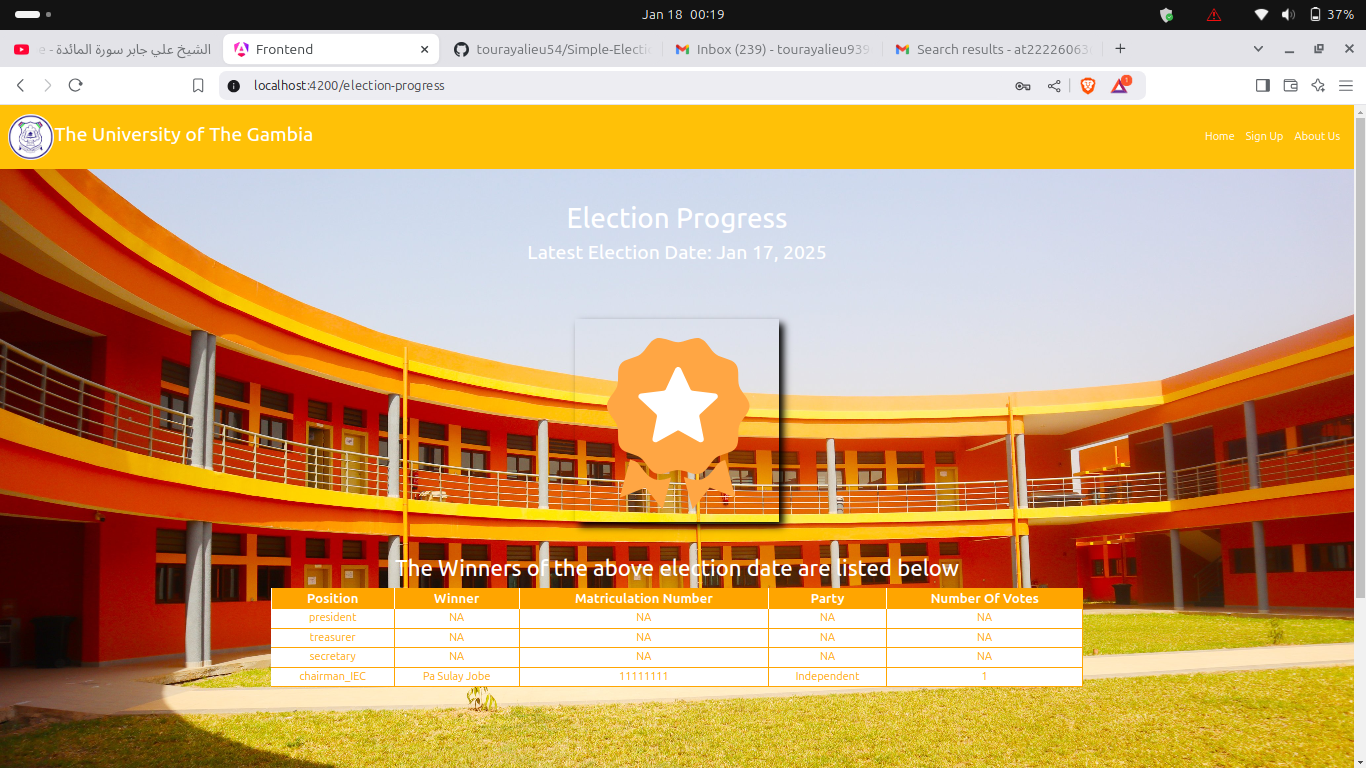 Jan 18 00:19
37%
الشيخ علي جابر سورة المائدة - e
Frontend
tourayalieu54/Simple-Electi
Inbox (239) - tourayalieu939
Search results - at22226063
localhost:4200/election-progress
1
The University of The Gambia
Home Sign Up About Us
Election Progress
Latest Election Date: Jan 17, 2025
The Winners of the above election date are listed below
Position Winner Matriculation Number Party Number Of Votes
president NA NA NA NA
treasurer NA NA NA NA
secretary NA NA NA NA
chairman_IEC Pa Sulay Jobe 11111111 Independent 1